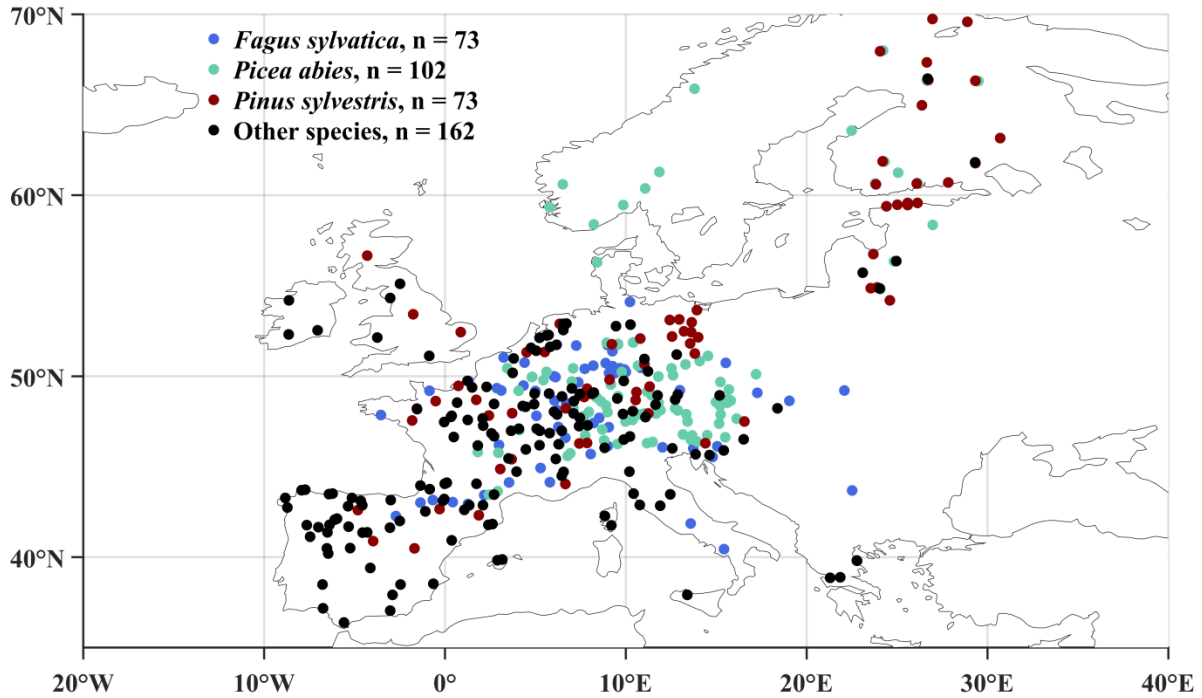 70°N
Fagus sylvatica, n = 73
Picea abies, n = 102
Pinus sylvestris, n = 73
Other species, n = 162
60°N
50°N
40°N
20°W 10°W 0° 10°E 20°E 30°E 40°E